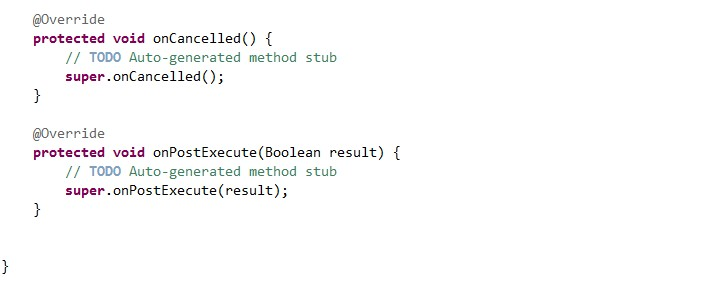 @Override
protected void onCancelled() {
// TODO Auto-generated method stub
super.onCancelled();
}
@Override
protected void onPostExecute(Boolean result) {
// TODO Auto-generated method stub
super.onPostExecute(result);
}
}